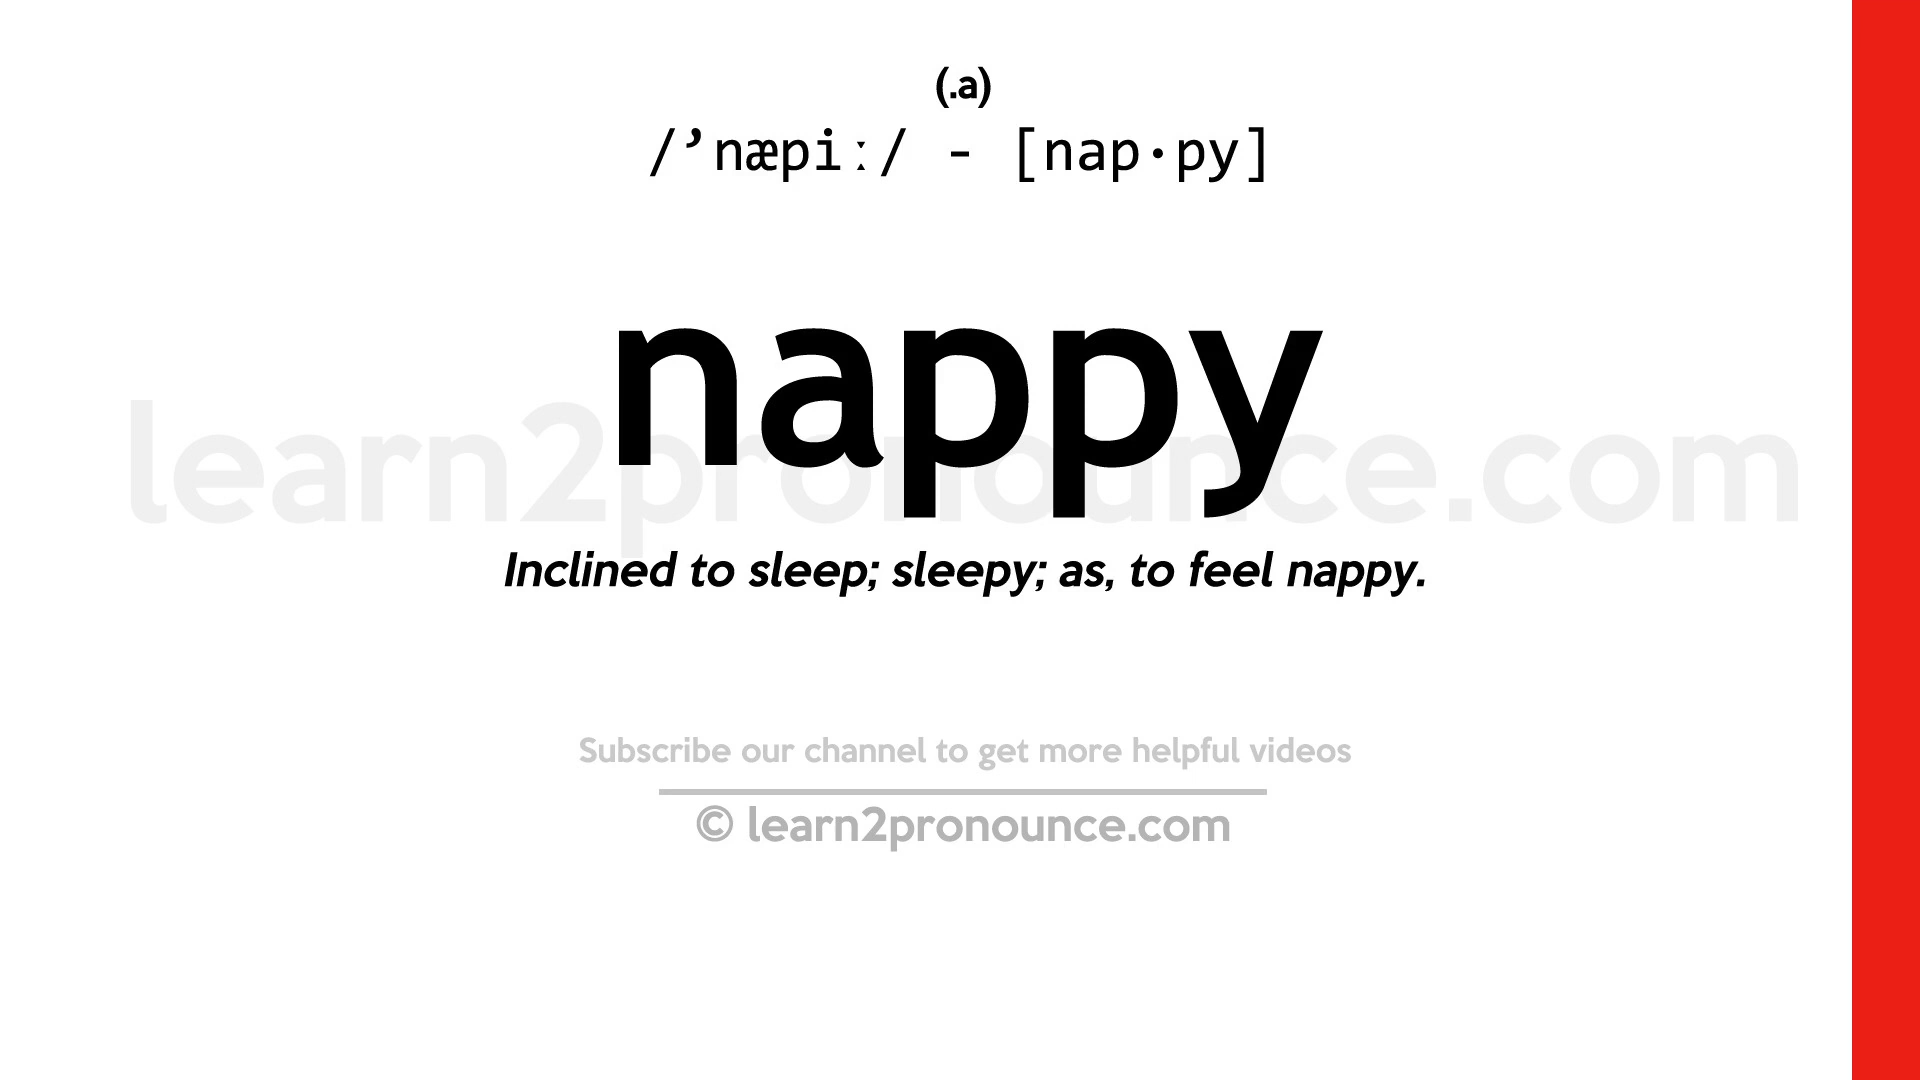 (.a)
/’næpiː/ - [nap·py]
nappy
learn2pronounce.com
Inclined to sleep; sleepy; as, to feel nappy.
Subscribe our channel to get more helpful videos
© learn2pronounce.com